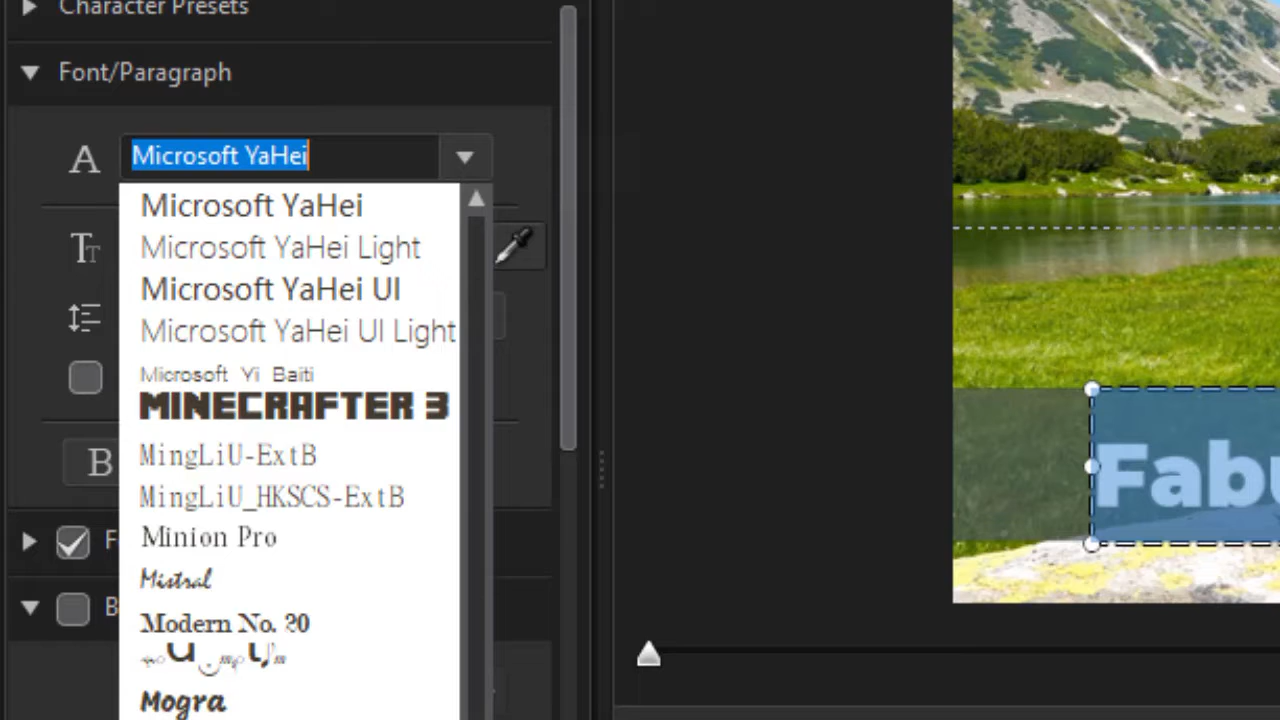 Character Presets
Font/Paragraph
A
Microsoft YaHei
Microsoft YaHei
Microsoft YaHei Light
Microsoft YaHei UI
Microsoft YaHei UI Light
Microsoft Yi Baiti
MINECRAFTER 3
MingLiU-ExtB
MingLiU_HKSCS-ExtB
Minion Pro
Mistral
Modern No. 20
Mogra
B
F
B
Fabu